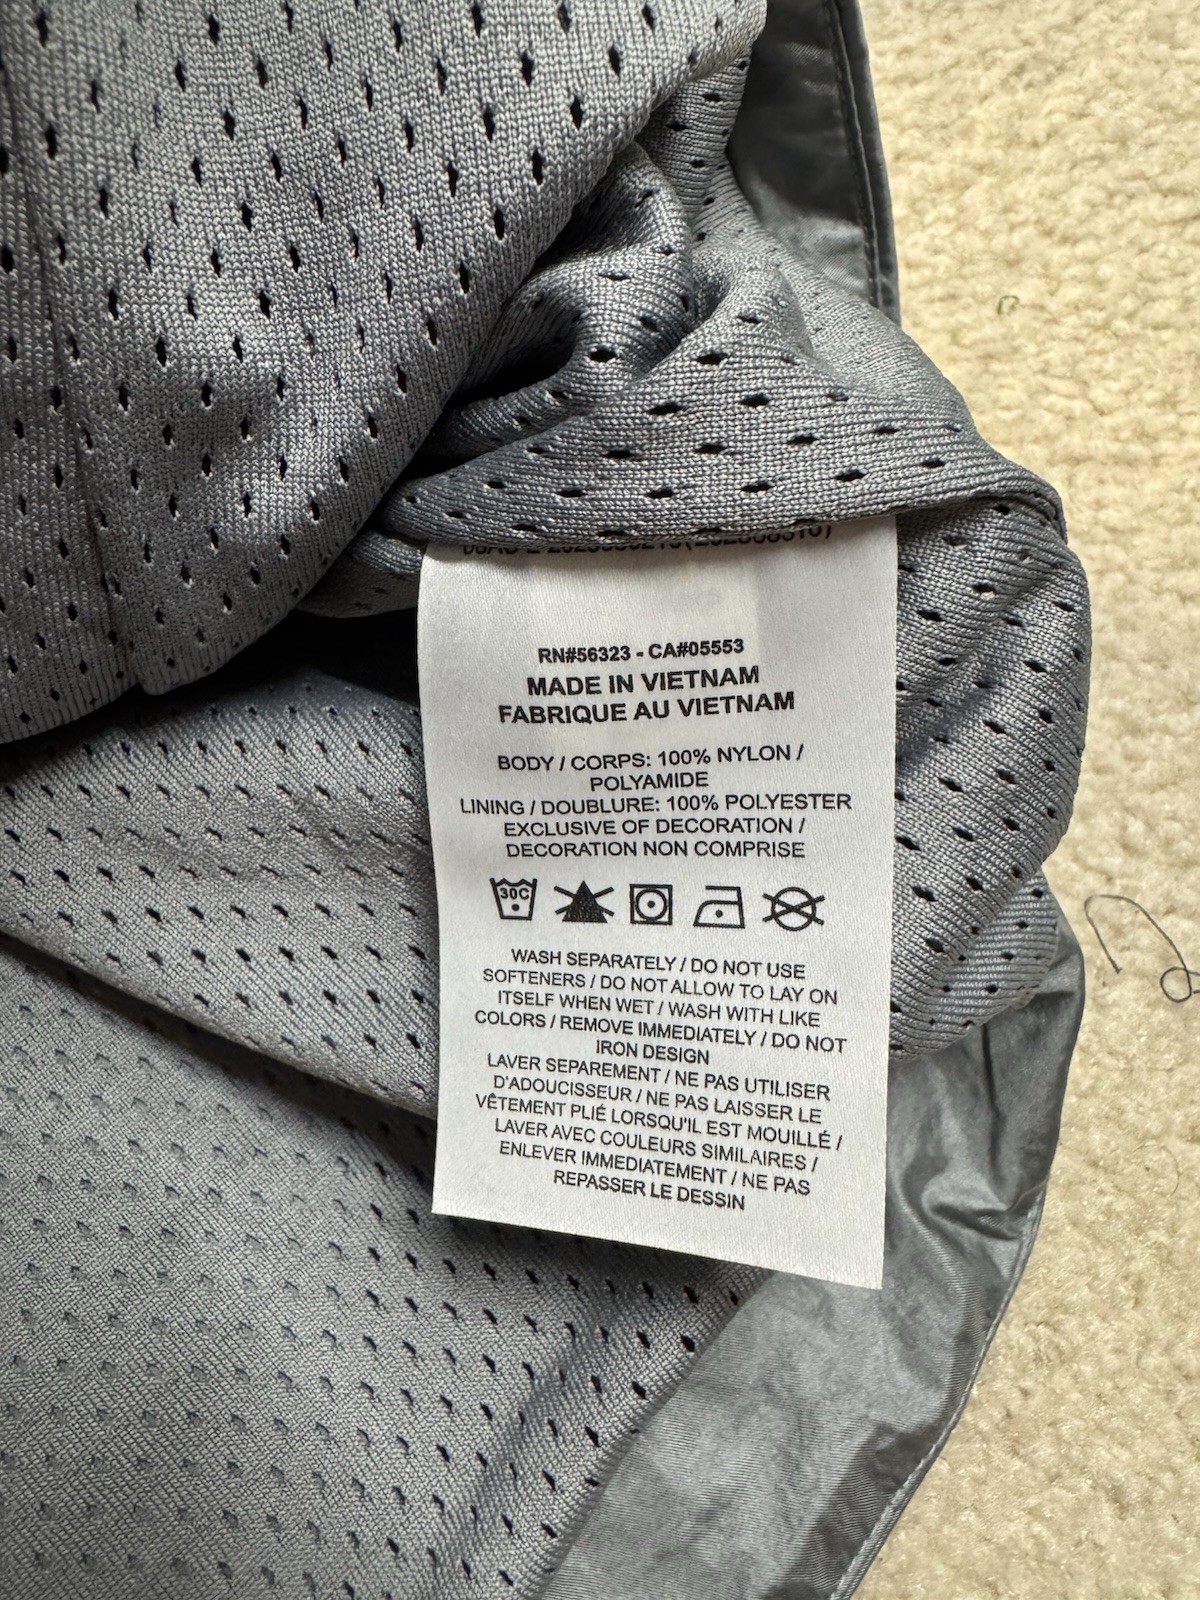 RN#56323 - CA#05553
MADE IN VIETNAM
FABRIQUE AU VIETNAM
BODY / CORPS: 100% NYLON /
POLYAMIDE
LINING / DOUBLURE: 100% POLYESTER
EXCLUSIVE OF DECORATION /
DECORATION NON COMPRISE
30C
WASH SEPARATELY / DO NOT USE
SOFTENERS / DO NOT ALLOW TO LAY ON
ITSELF WHEN WET / WASH WITH LIKE
COLORS / REMOVE IMMEDIATELY / DO NOT
IRON DESIGN
LAVER SEPAREMENT / NE PAS UTILISER
D'ADOUCISSEUR / NE PAS LAISSER LE
VÊTEMENT PLIÉ LORSQU'IL EST MOUILLÉ /
LAVER AVEC COULEURS SIMILAIRES /
ENLEVER IMMEDIATEMENT / NE PAS
REPASSER LE DESSIN